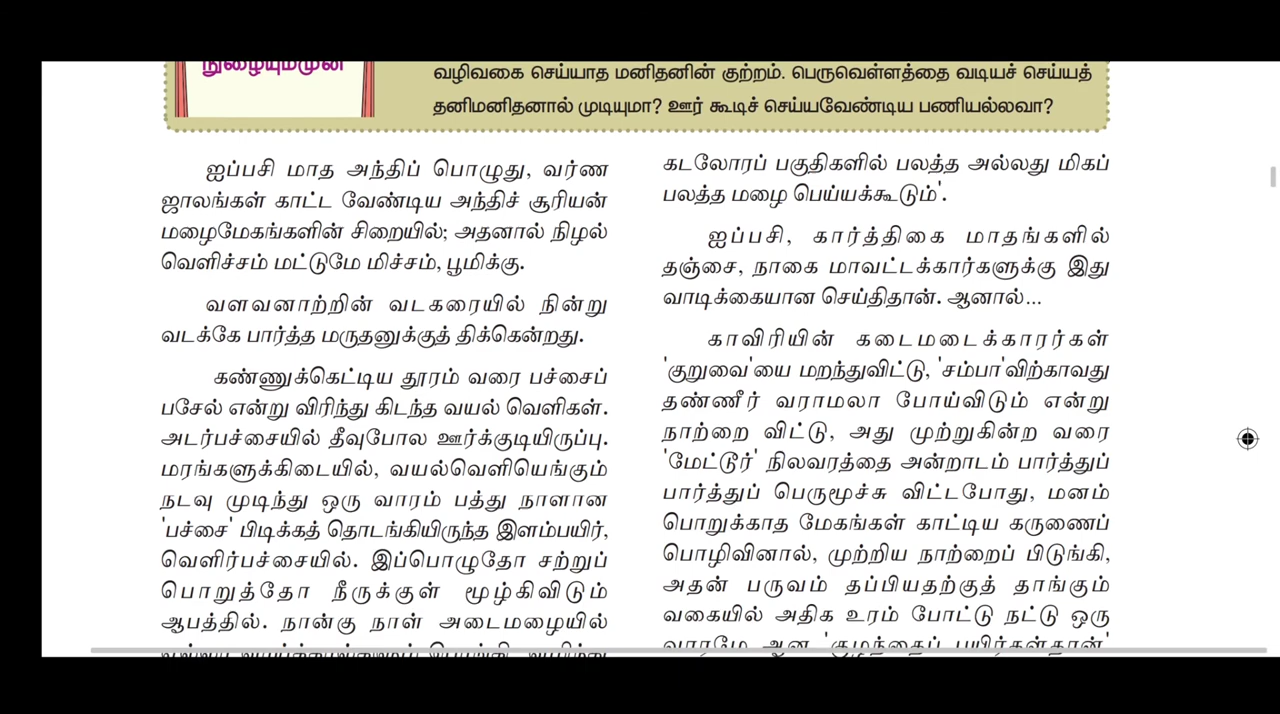 நுழையுமுன்
வழிவகை செய்யாத மனிதனின் குற்றம். பெருவெள்ளத்தை வடியச் செய்யத்
தனிமனிதனால் முடியுமா? ஊர் கூடிச் செய்யவேண்டிய பணியல்லவா?
ஐப்பசி மாத அந்திப் பொழுது, வர்ண
ஜாலங்கள் காட்ட வேண்டிய அந்திச் சூரியன்
மழைமேகங்களின் சிறையில்; அதனால் நிழல்
வெளிச்சம் மட்டுமே மிச்சம், பூமிக்கு.
வளவனாற்றின் வடகரையில் நின்று
வடக்கே பார்த்த மருதனுக்குத் திக்கென்றது.
கண்ணுக்கெட்டிய தூரம் வரை பச்சைப்
பசேல் என்று விரிந்து கிடந்த வயல் வெளிகள்.
அடர்பச்சையில் தீவுபோல ஊர்க்குடியிருப்பு.
மரங்களுக்கிடையில், வயல்வெளியெங்கும்
நடவு முடிந்து ஒரு வாரம் பத்து நாளான
'பச்சை' பிடிக்கத் தொடங்கியிருந்த இளம்பயிர்,
வெளிர்பச்சையில். இப்பொழுதோ சற்றுப்
பொறுத்தோ நீருக்குள் மூழ்கிவிடும்
ஆபத்தில். நான்கு நாள் அடைமழையில்
கடலோரப் பகுதிகளில் பலத்த அல்லது மிகப்
பலத்த மழை பெய்யக்கூடும்'.
ஐப்பசி, கார்த்திகை மாதங்களில்
தஞ்சை, நாகை மாவட்டக்கார்களுக்கு இது
வாடிக்கையான செய்திதான். ஆனால்...
காவிரியின் கடைமடைக்காரர்கள்
'குறுவை'யை மறந்துவிட்டு, 'சம்பா'விற்காவது
தண்ணீர் வராமலா போய்விடும் என்று
நாற்றை விட்டு, அது முற்றுகின்ற வரை
'மேட்டூர்' நிலவரத்தை அன்றாடம் பார்த்துப்
பார்த்துப் பெருமூச்சு விட்டபோது, மனம்
பொறுக்காத மேகங்கள் காட்டிய கருணைப்
பொழிவினால், முற்றிய நாற்றைப் பிடுங்கி,
அதன் பருவம் தப்பியதற்குத் தாங்கும்
வகையில் அதிக உரம் போட்டு நட்டு ஒரு
வாரமே ஆன 'குழந்தைப் பயிர்கள்தான்'